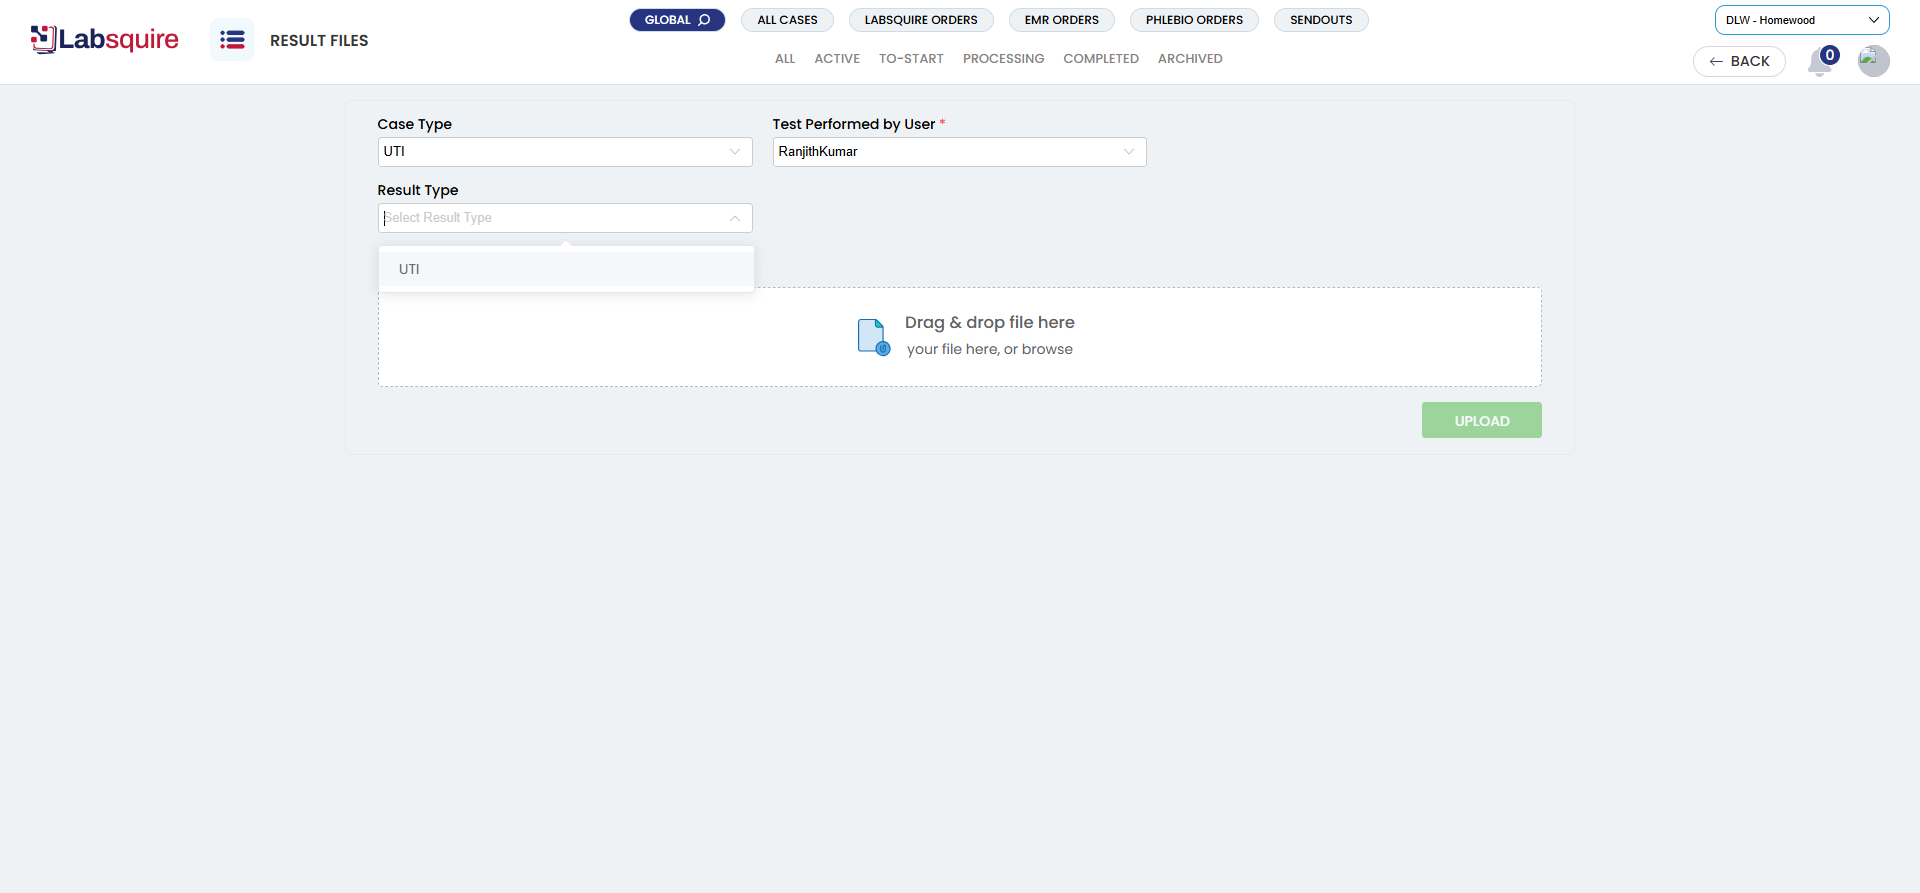 Labsquire
RESULT FILES
GLOBAL
ALL CASES
LABSQUIRE ORDERS
EMR ORDERS
PHLEBIO ORDERS
SENDOUTS
ALL
ACTIVE
TO-START
PROCESSING
COMPLETED
ARCHIVED
DLW - Homewood
BACK
0
Case Type
UTI
Test Performed by User *
RanjithKumar
Result Type
Select Result Type
UTI
Drag & drop file here
your file here, or browse
UPLOAD